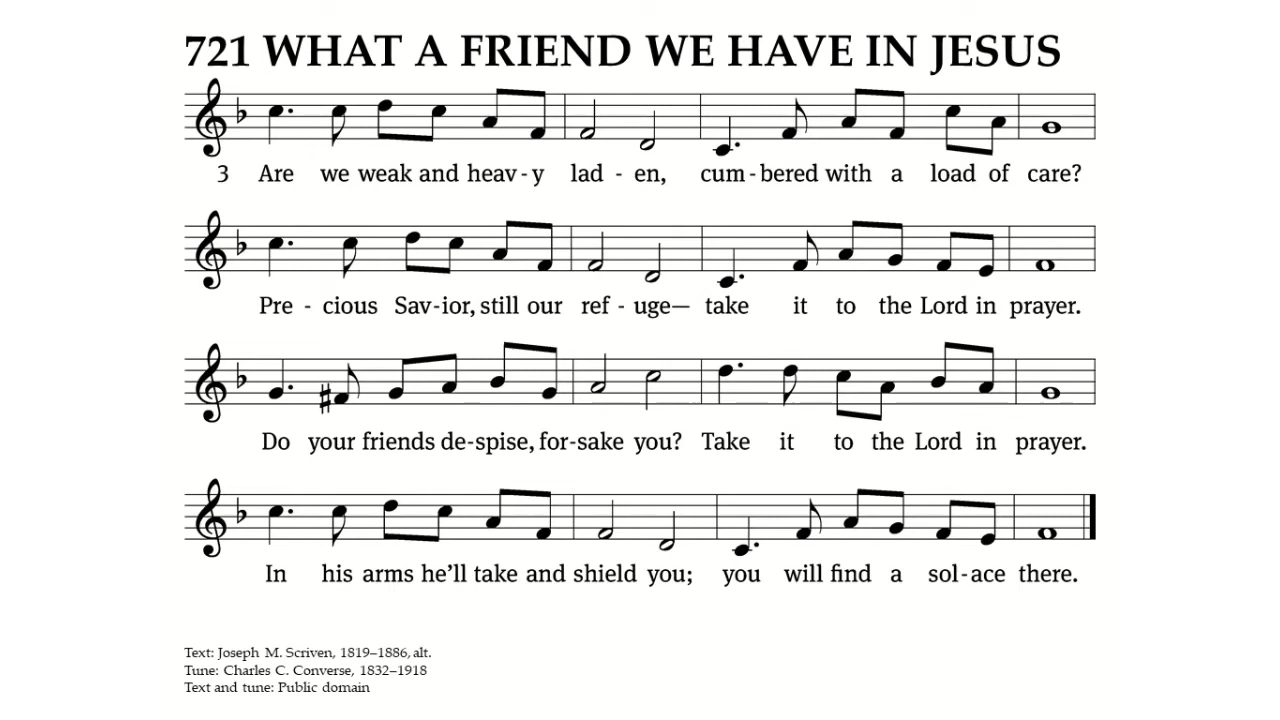 721 WHAT A FRIEND WE HAVE IN JESUS
3 Are we weak and heav - y lad - en, cum - bered with a load of care?
Pre - cious Sav - ior, still our ref - uge— take it to the Lord in prayer.
Do your friends de - spise, for - sake you? Take it to the Lord in prayer.
In his arms he’ll take and shield you; you will find a sol - ace there.
Text: Joseph M. Scriven, 1819–1886, alt.
Tune: Charles C. Converse, 1832–1918
Text and tune: Public domain